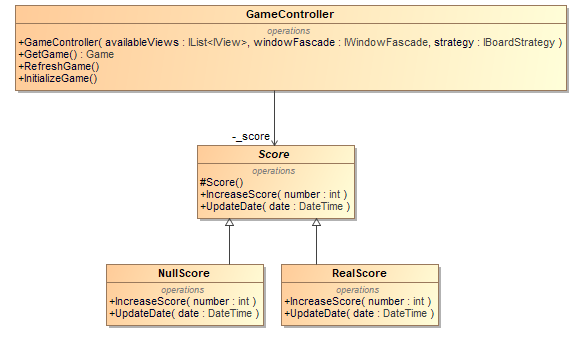 GameController
operations
+GameController( availableViews : IList<IView>, windowFascade : IWindowFascade, strategy : IBoardStrategy )
+GetGame() : Game
+RefreshGame()
+InitializeGame()
-_score
Score
operations
#Score()
+IncreaseScore( number : int )
+UpdateDate( date : DateTime )
NullScore
operations
+IncreaseScore( number : int )
+UpdateDate( date : DateTime )
RealScore
operations
+IncreaseScore( number : int )
+UpdateDate( date : DateTime )